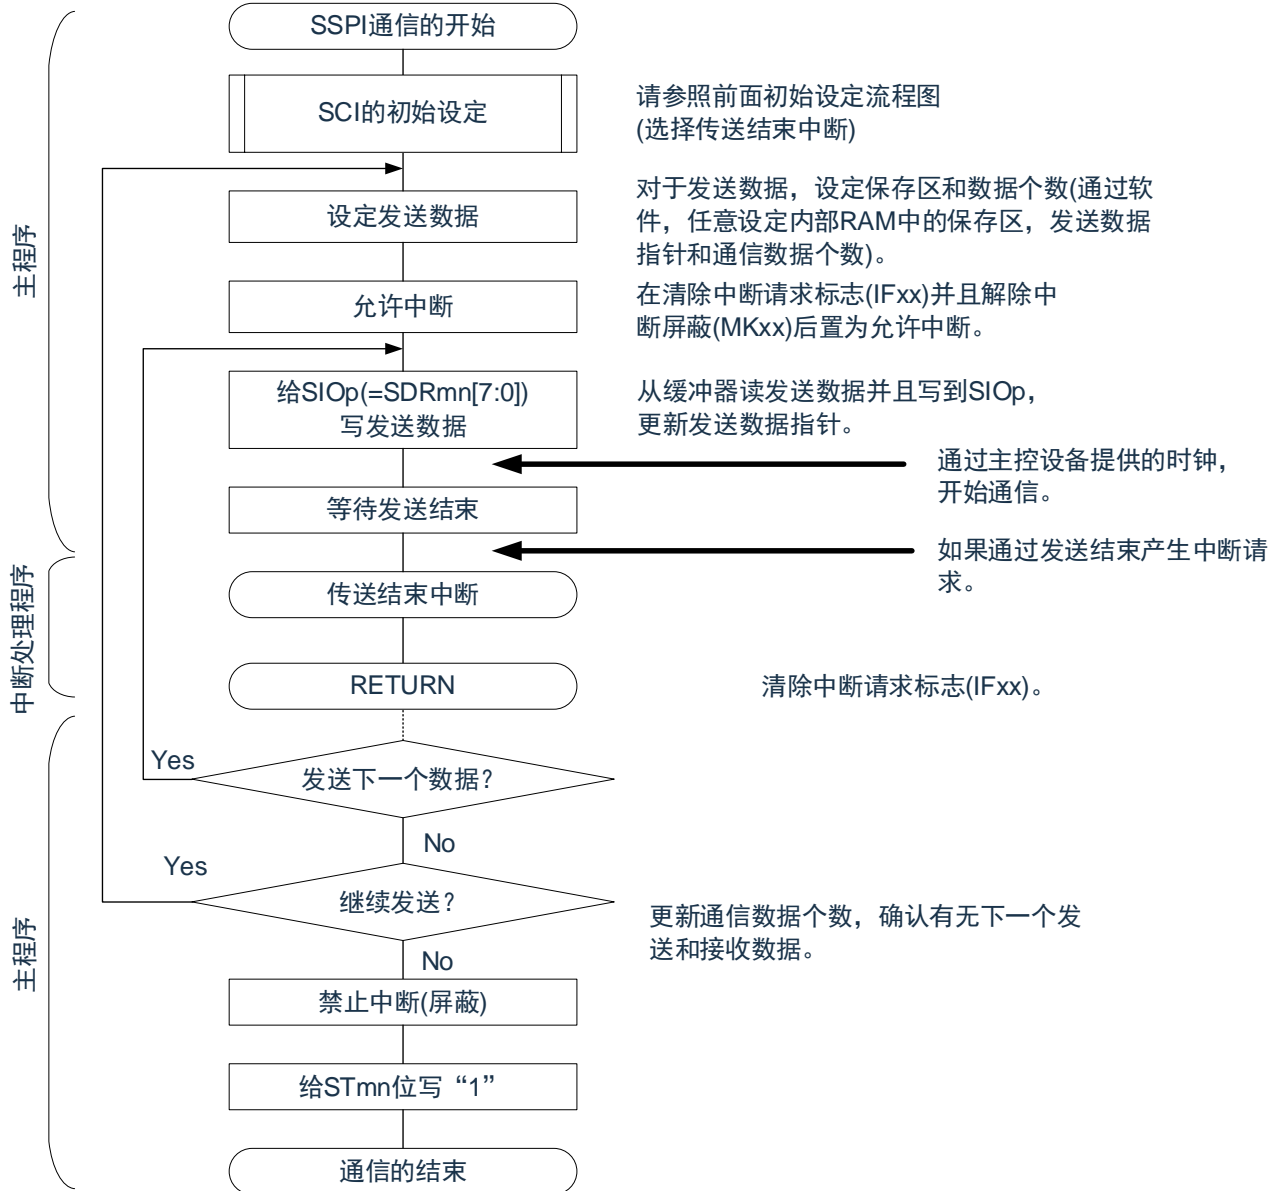 SSPI通信的开始
SCI的初始设定
请参照前面初始设定流程图
(选择传送结束中断)
主程序
设定发送数据
对于发送数据，设定保存区和数据个数(通过软
件，任意设定内部RAM中的保存区，发送数据
指针和通信数据个数)。
允许中断
在清除中断请求标志(IFxx)并且解除中
断屏蔽(MKxx)后置为允许中断。
给SIOp(=SDRmn[7:0])
写发送数据
从缓冲器读发送数据并且写到SIOp，
更新发送数据指针。
通过主控设备提供的时钟，
开始通信。
等待发送结束
如果通过发送结束产生中断请
求。
中断处理程序
传送结束中断
RETURN
清除中断请求标志(IFxx)。
Yes
发送下一个数据？
No
Yes
继续发送？
更新通信数据个数，确认有无下一个发
送和接收数据。
主程序
No
禁止中断(屏蔽)
给STmn位写“1”
通信的结束